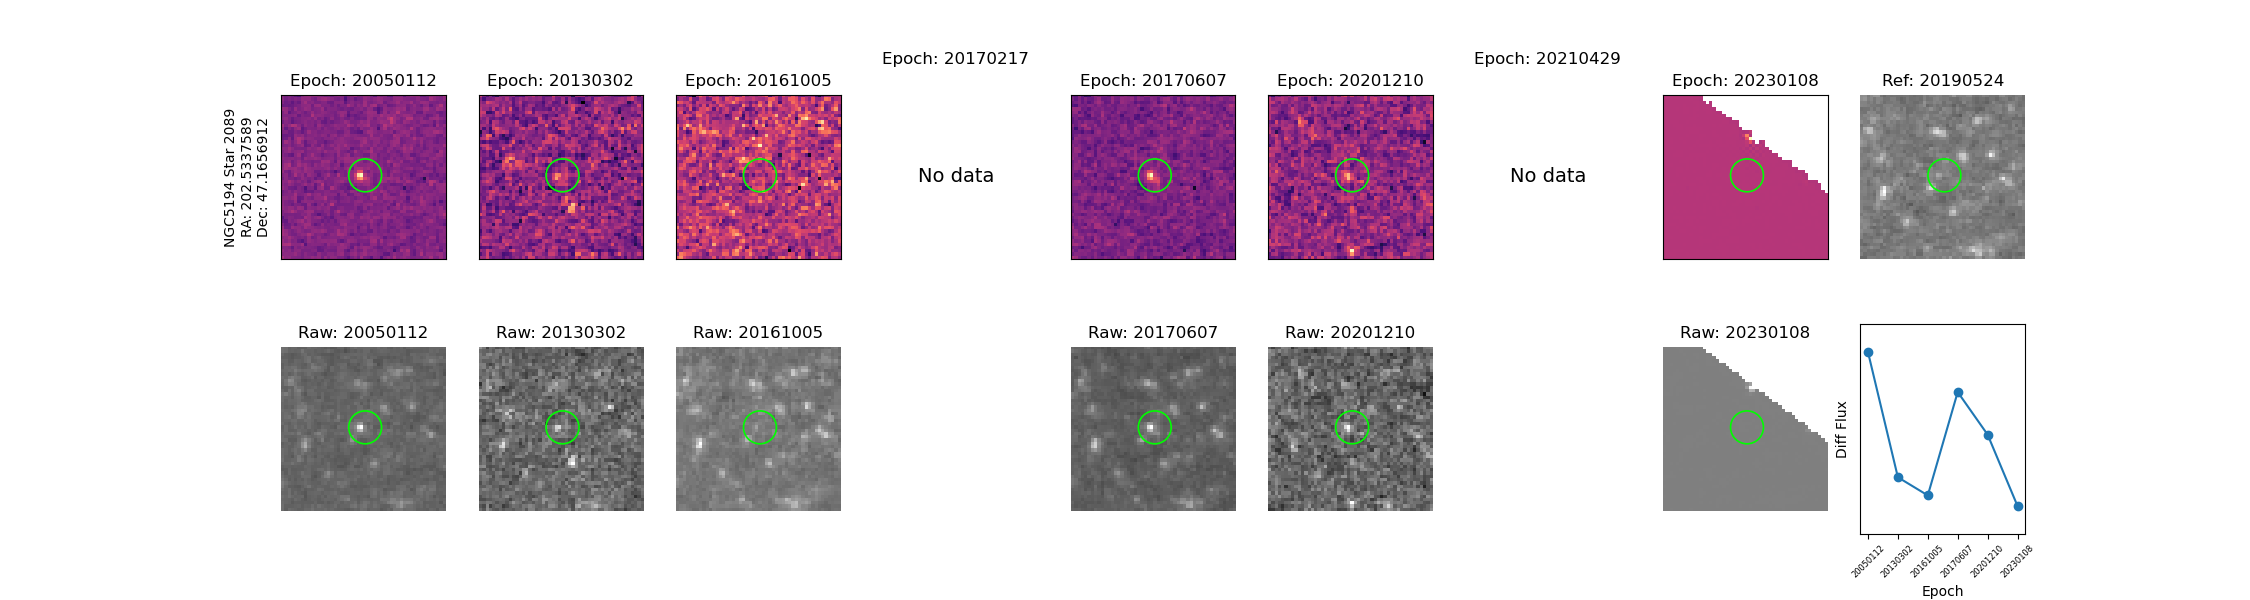 Epoch: 20170217
Epoch: 20210429
Epoch: 20050112
Epoch: 20130302
Epoch: 20161005
Epoch: 20170607
Epoch: 20201210
Epoch: 20230108
Ref: 20190524
NGC5194 Star 2089
RA: 202.5337589
Dec: 47.1656912
No data
No data
Raw: 20050112
Raw: 20130302
Raw: 20161005
Raw: 20170607
Raw: 20201210
Raw: 20230108
Diff Flux
20050112
20130302
20161005
20170607
20201210
20230108
Epoch